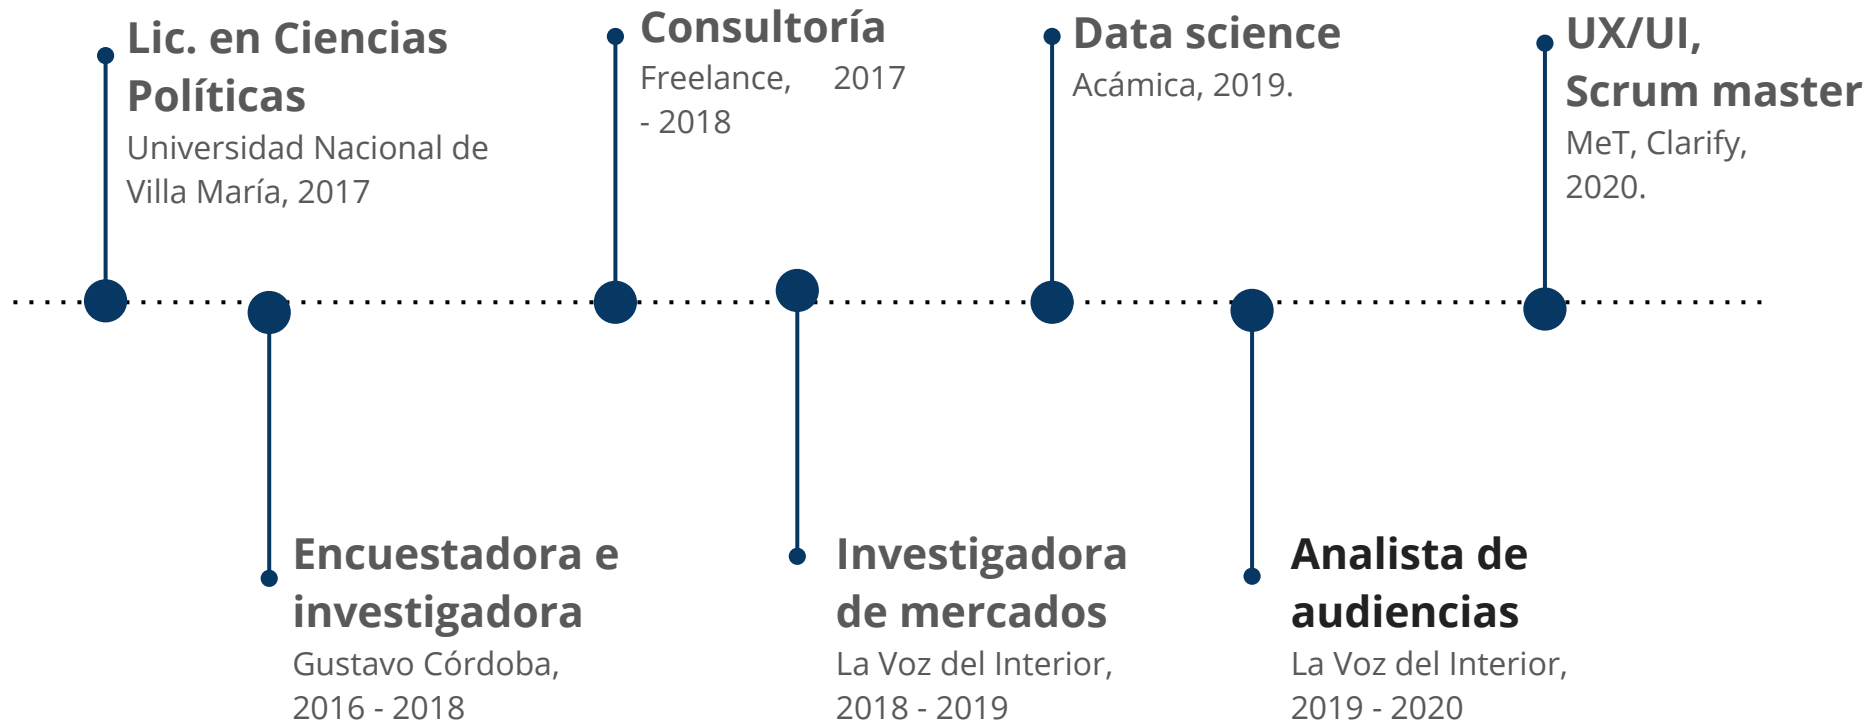 Lic. en Ciencias
Políticas
Universidad Nacional de
Villa María, 2017
Consultoría
Freelance, 2017
- 2018
Data science
Acámica, 2019.
UX/UI,
Scrum master
MeT, Clarify,
2020.
Encuestadora e
investigadora
Gustavo Córdoba,
2016 - 2018
Investigadora
de mercados
La Voz del Interior,
2018 - 2019
Analista de
audiencias
La Voz del Interior,
2019 - 2020